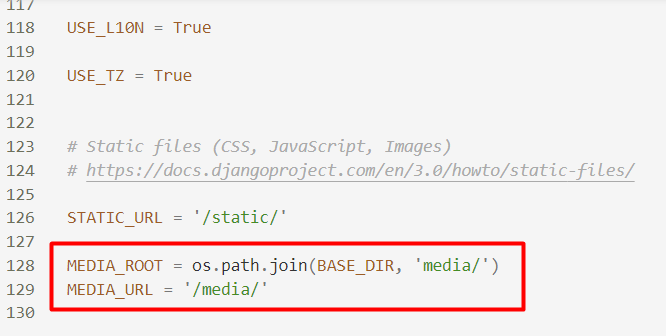 117
118 USE_L10N = True
119
120 USE_TZ = True
121
122
123 # Static files (CSS, JavaScript, Images)
124 # https://docs.djangoproject.com/en/3.0/howto/static-files/
125
126 STATIC_URL = '/static/'
127
128 MEDIA_ROOT = os.path.join(BASE_DIR, 'media/')
129 MEDIA_URL = '/media/'
130